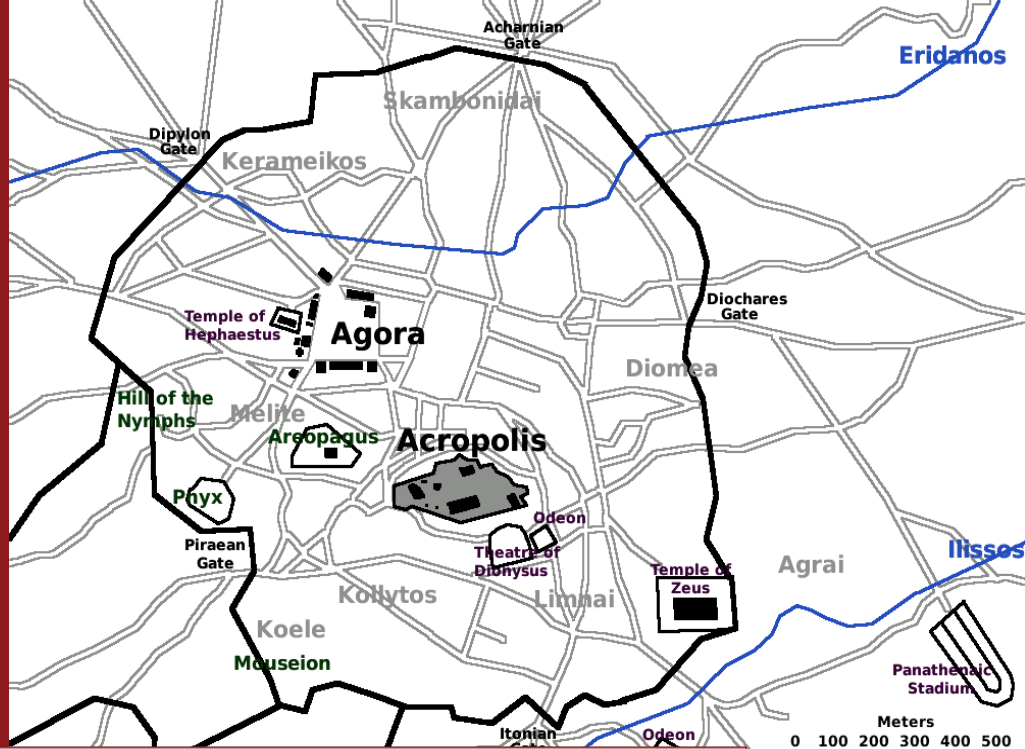 Acharnian
Gate
Eridanos
Skambonidai
Dipylon
Gate
Kerameikos
Diochares
Gate
Temple of
Hephaestus
Agora
Diomea
Hill of the
Nymphs
Melite
Areopagus
Acropolis
Pnyx
Odeon
Piraean
Gate
Theatre of
Dionysus
Ilissos
Agrai
Temple of
Zeus
Kollytos
Limnai
Koele
Mouseion
Panathenaic
Stadium
Itonian
Gate
Odeon
Meters
0 100 200 300 400 500